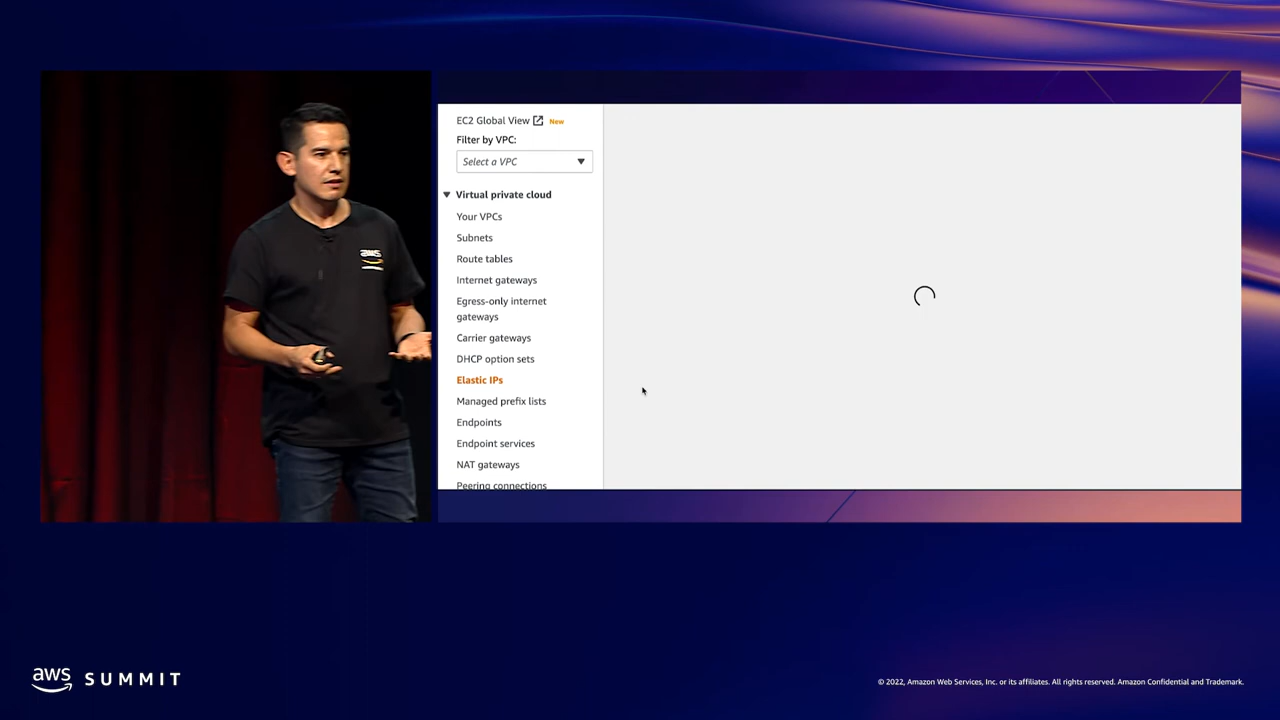 aws
EC2 Global View New
Filter by VPC:
Select a VPC
Virtual private cloud
Your VPCs
Subnets
Route tables
Internet gateways
Egress-only internet
gateways
Carrier gateways
DHCP option sets
Elastic IPs
Managed prefix lists
Endpoints
Endpoint services
NAT gateways
Peering connections
aws SUMMIT
© 2022, Amazon Web Services, Inc. or its affiliates. All rights reserved. Amazon Confidential and Trademark.